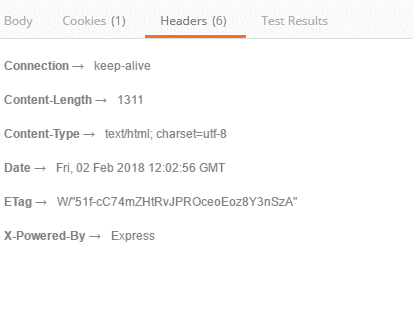 Body Cookies (1) Headers (6) Test Results
Connection → keep-alive
Content-Length → 1311
Content-Type → text/html; charset=utf-8
Date → Fri, 02 Feb 2018 12:02:56 GMT
ETag → W/"51f-cC74mZHtRvJPROceoEoz8Y3nSzA"
X-Powered-By → Express